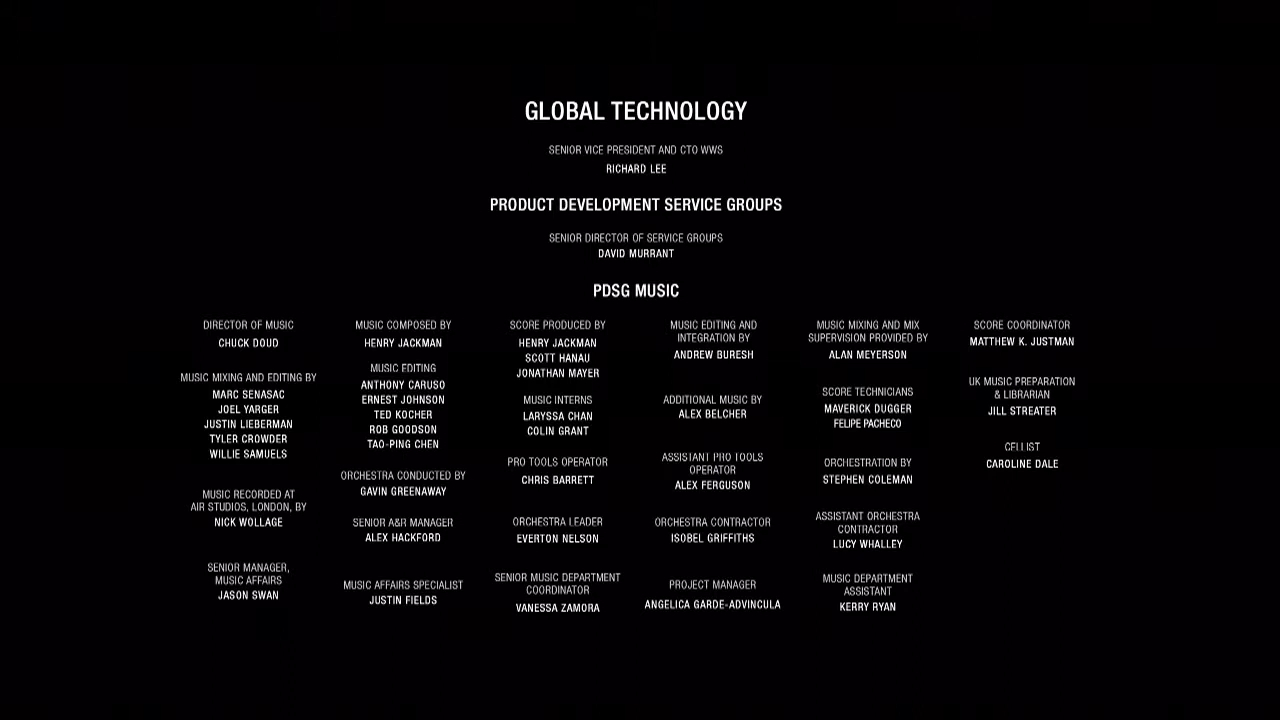 GLOBAL TECHNOLOGY
SENIOR VICE PRESIDENT AND CTO WWS
RICHARD LEE
PRODUCT DEVELOPMENT SERVICE GROUPS
SENIOR DIRECTOR OF SERVICE GROUPS
DAVID MURRANT
PDSG MUSIC
DIRECTOR OF MUSIC
CHUCK DOUD
MUSIC MIXING AND EDITING BY
MARC SENASAC
JOEL YARGER
JUSTIN LIEBERMAN
TYLER CROWDER
WILLIE SAMUELS
MUSIC RECORDED AT
AIR STUDIOS, LONDON, BY
NICK WOLLAGE
SENIOR MANAGER,
MUSIC AFFAIRS
JASON SWAN
MUSIC COMPOSED BY
HENRY JACKMAN
MUSIC EDITING
ANTHONY CARUSO
ERNEST JOHNSON
TED KOCHER
ROB GOODSON
TAO-PING CHEN
ORCHESTRA CONDUCTED BY
GAVIN GREENAWAY
SENIOR A&R MANAGER
ALEX HACKFORD
MUSIC AFFAIRS SPECIALIST
JUSTIN FIELDS
SCORE PRODUCED BY
HENRY JACKMAN
SCOTT HANAU
JONATHAN MAYER
MUSIC INTERNS
LARYSSA CHAN
COLIN GRANT
PRO TOOLS OPERATOR
CHRIS BARRETT
ORCHESTRA LEADER
EVERTON NELSON
SENIOR MUSIC DEPARTMENT
COORDINATOR
VANESSA ZAMORA
MUSIC EDITING AND
INTEGRATION BY
ANDREW BURESH
ADDITIONAL MUSIC BY
ALEX BELCHER
ASSISTANT PRO TOOLS
OPERATOR
ALEX FERGUSON
ORCHESTRA CONTRACTOR
ISOBEL GRIFFITHS
PROJECT MANAGER
ANGELICA GARDE-ADVINCULA
MUSIC MIXING AND MIX
SUPERVISION PROVIDED BY
ALAN MEYERSON
SCORE TECHNICIANS
MAVERICK DUGGER
FELIPE PACHECO
ORCHESTRATION BY
STEPHEN COLEMAN
ASSISTANT ORCHESTRA
CONTRACTOR
LUCY WHALLEY
MUSIC DEPARTMENT
ASSISTANT
KERRY RYAN
SCORE COORDINATOR
MATTHEW K. JUSTMAN
UK MUSIC PREPARATION
& LIBRARIAN
JILL STREATER
CELLIST
CAROLINE DALE